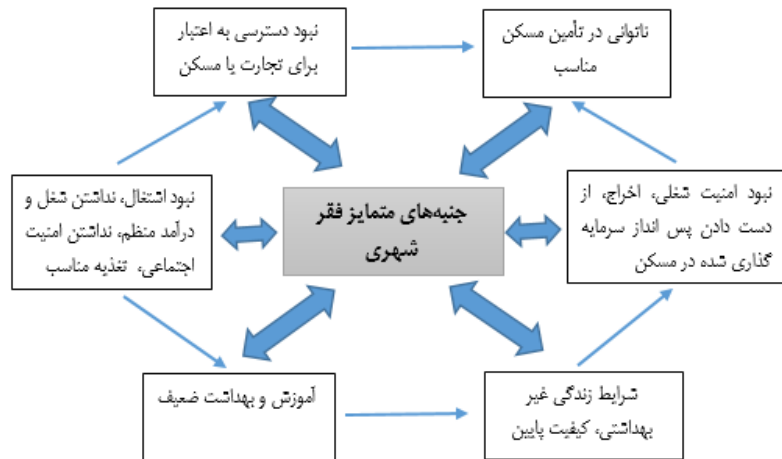 ناتوانی در تأمین مسکن
مناسب
نبود دسترسی به اعتبار
برای تجارت یا مسکن
نبود امنیت شغلی، اخراج، از
دست دادن پس انداز سرمایه
گذاری شده در مسکن
جنبه‌های متمایز فقر
شهری
نبود اشتغال، نداشتن شغل و
درآمد منظم، نداشتن امنیت
اجتماعی، تغذیه مناسب
شرایط زندگی غیر
بهداشتی، کیفیت پایین
آموزش و بهداشت ضعیف